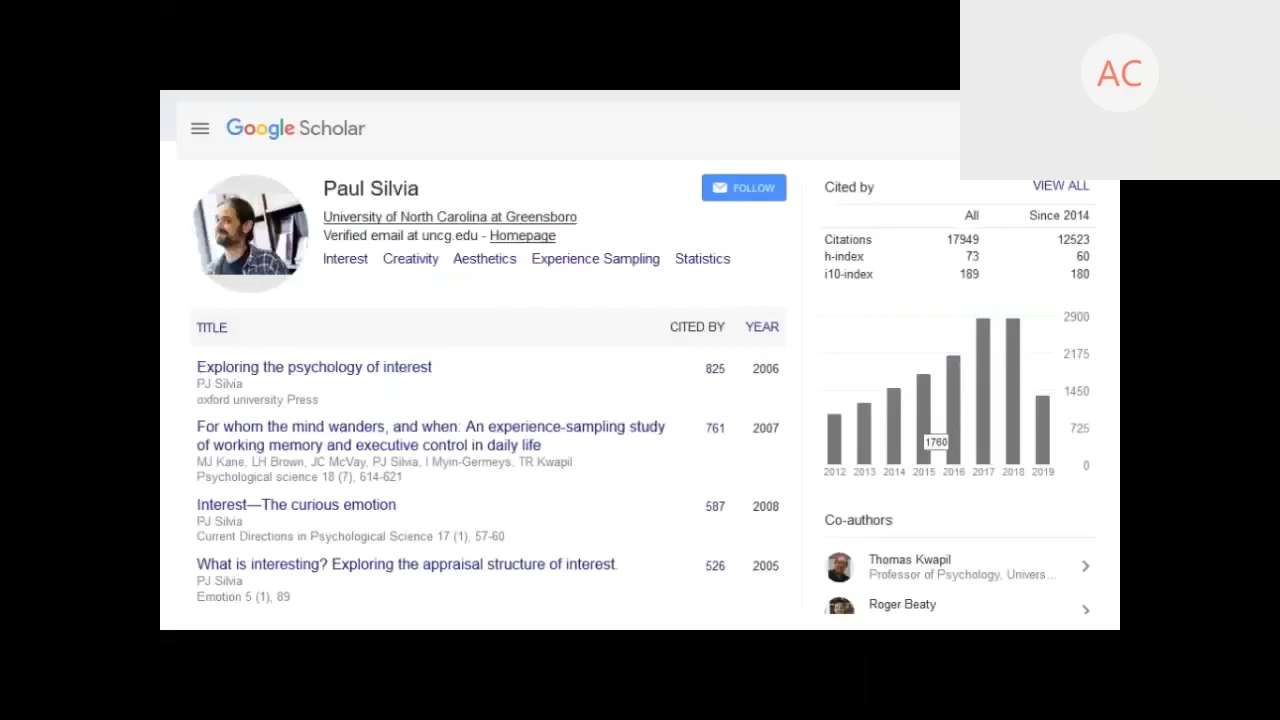 AC
Google Scholar
Paul Silvia
FOLLOW
University of North Carolina at Greensboro
Verified email at uncg.edu - Homepage
Interest Creativity Aesthetics Experience Sampling Statistics
TITLE CITED BY YEAR
Exploring the psychology of interest 825 2006
PJ Silvia
oxford university Press
For whom the mind wanders, and when: An experience-sampling study 761 2007
of working memory and executive control in daily life
MJ Kane, LH Brown, JC McVay, PJ Silvia, I Myin-Germeys, TR Kwapil
Psychological science 18 (7), 614-621
Interest—The curious emotion 587 2008
PJ Silvia
Current Directions in Psychological Science 17 (1), 57-60
What is interesting? Exploring the appraisal structure of interest. 526 2005
PJ Silvia
Emotion 5 (1), 89
Cited by VIEW ALL
All Since 2014
Citations 17949 12523
h-index 73 60
i10-index 189 180
2900
2175
1450
725
0
1760
2012 2013 2014 2015 2016 2017 2018 2019
Co-authors
Thomas Kwapil
Professor of Psychology, Univers...
Roger Beaty